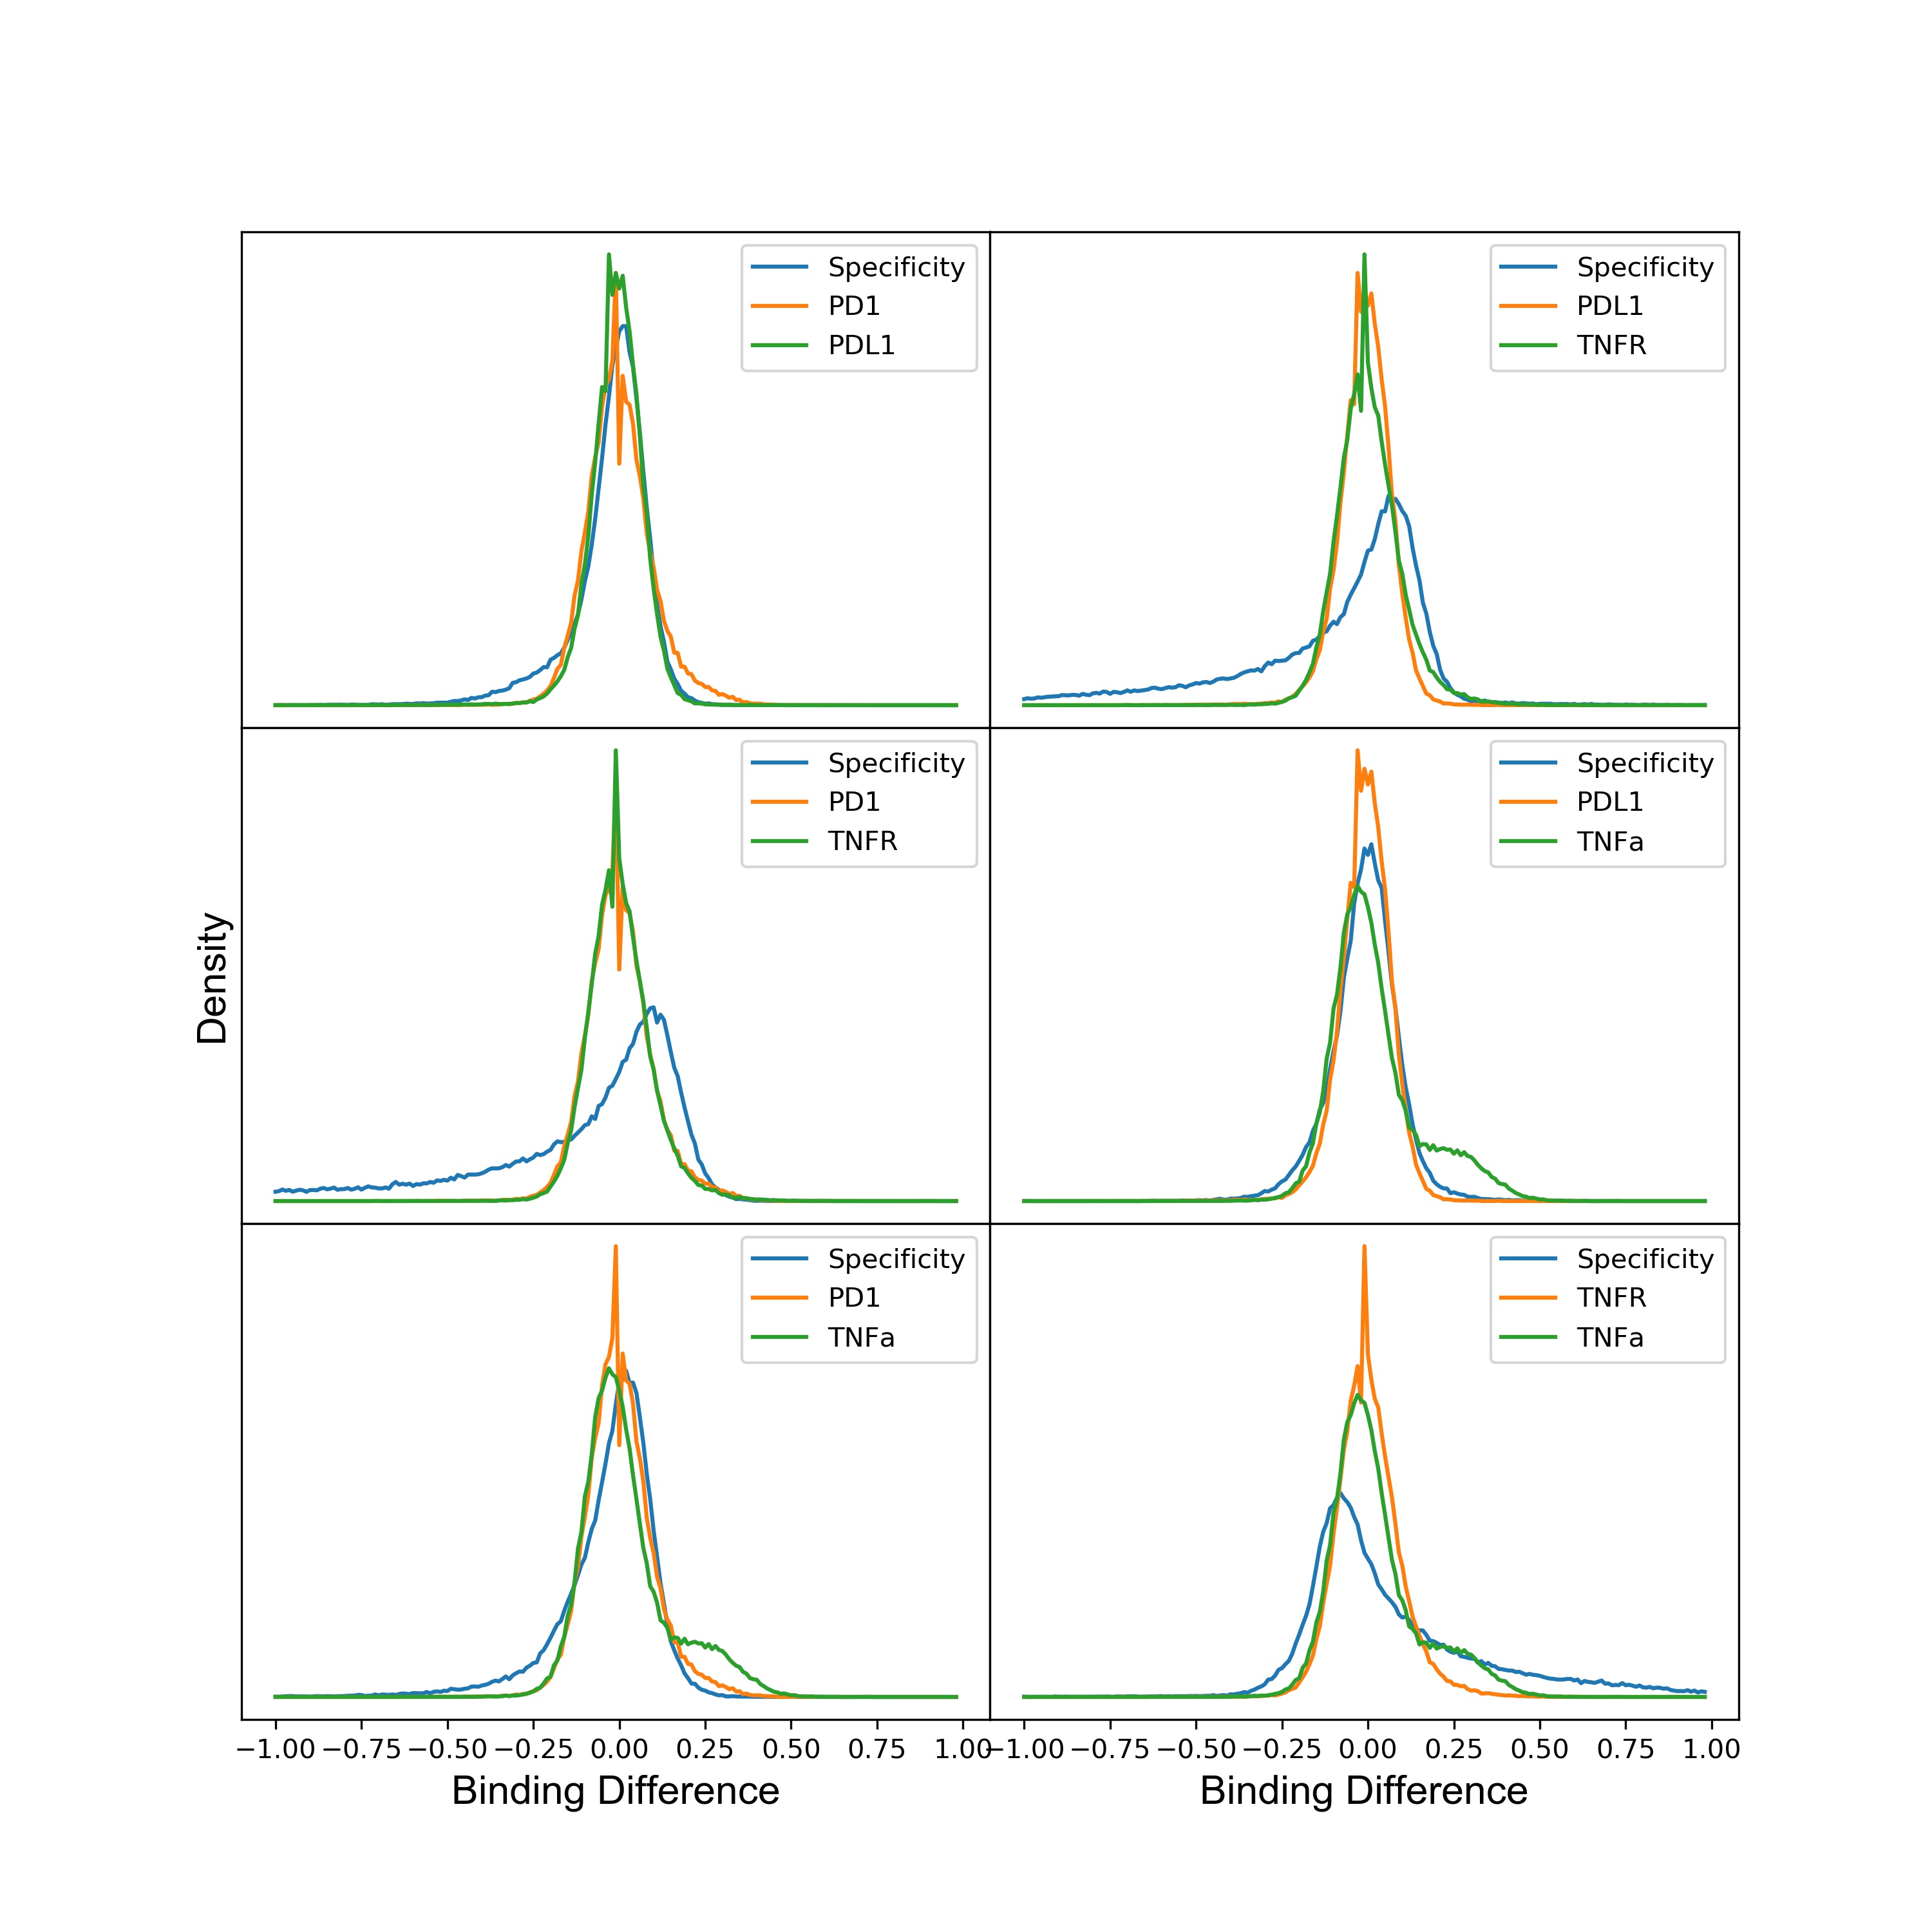 Specificity
PD1
PDL1
Specificity
PDL1
TNFR
Specificity
PD1
TNFR
Specificity
PDL1
TNFa
Specificity
PD1
TNFa
Specificity
TNFR
TNFa
Density
−1.00 −0.75 −0.50 −0.25 0.00 0.25 0.50 0.75 1.00
−1.00 −0.75 −0.50 −0.25 0.00 0.25 0.50 0.75 1.00
Binding Difference
Binding Difference